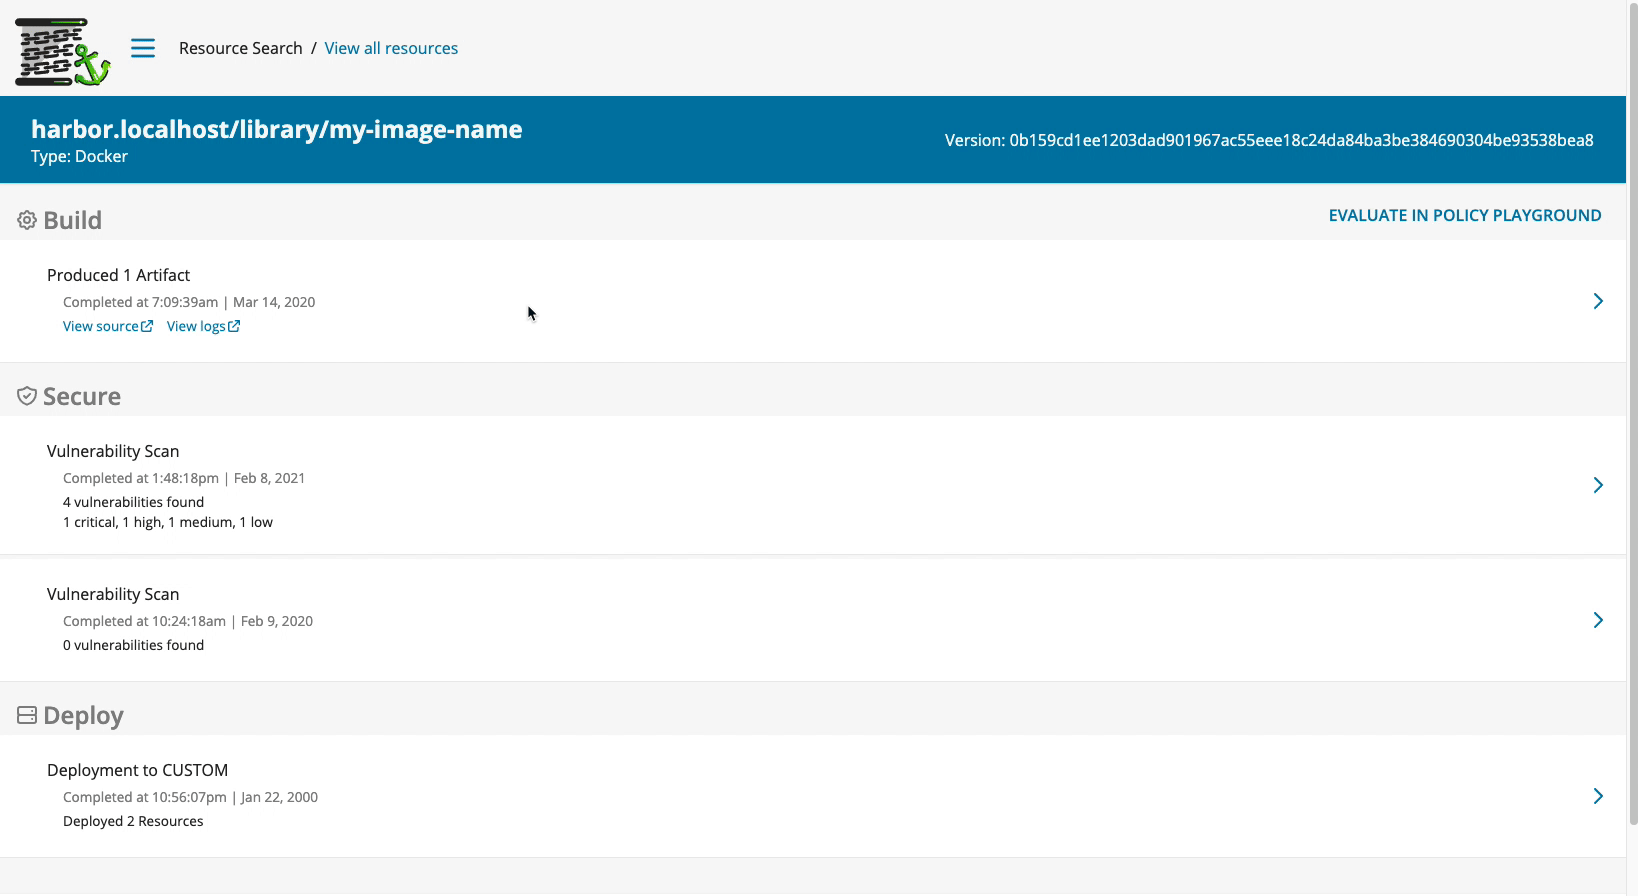 Resource Search / View all resources
harbor.localhost/library/my-image-name
Type: Docker
Version: 0b159cd1ee1203dad901967ac55eee18c24da84ba3be384690304be93538bea8
Build
EVALUATE IN POLICY PLAYGROUND
Produced 1 Artifact
Completed at 7:09:39am | Mar 14, 2020
View source View logs
Secure
Vulnerability Scan
Completed at 1:48:18pm | Feb 8, 2021
4 vulnerabilities found
1 critical, 1 high, 1 medium, 1 low
Vulnerability Scan
Completed at 10:24:18am | Feb 9, 2020
0 vulnerabilities found
Deploy
Deployment to CUSTOM
Completed at 10:56:07pm | Jan 22, 2000
Deployed 2 Resources